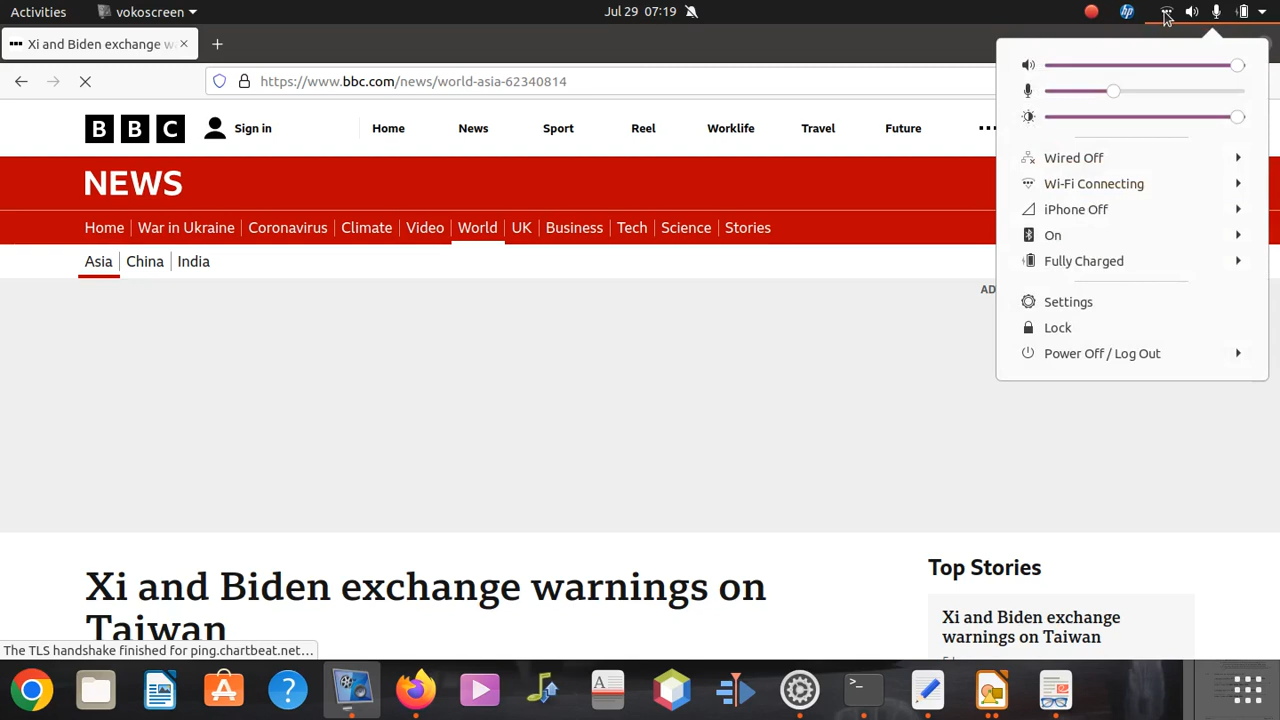 Activities
vokoscreen
Jul 29 07:19
hp
Xi and Biden exchange wa
https://www.bbc.com/news/world-asia-62340814
BBC
Sign in
Home
News
Sport
Reel
Worklife
Travel
Future
NEWS
Home
War in Ukraine
Coronavirus
Climate
Video
World
UK
Business
Tech
Science
Stories
Asia
China
India
AD
Wired Off
Wi-Fi Connecting
iPhone Off
On
Fully Charged
Settings
Lock
Power Off / Log Out
Xi and Biden exchange warnings on
Taiwan
Top Stories
Xi and Biden exchange
warnings on Taiwan
The TLS handshake finished for ping.chartbeat.net…